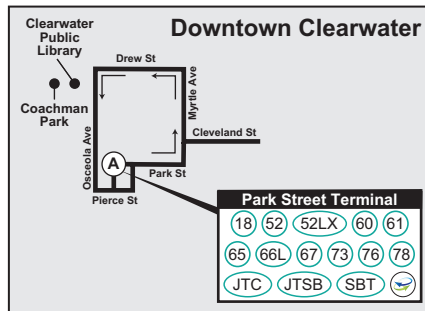 Downtown Clearwater
Clearwater
Public
Library
Coachman
Park
Drew St
Myrtle Ave
Osceola Ave
Cleveland St
A
Park St
Pierce St
Park Street Terminal
18 52 52LX 60 61
65 66L 67 73 76 78
JTC JTSB SBT